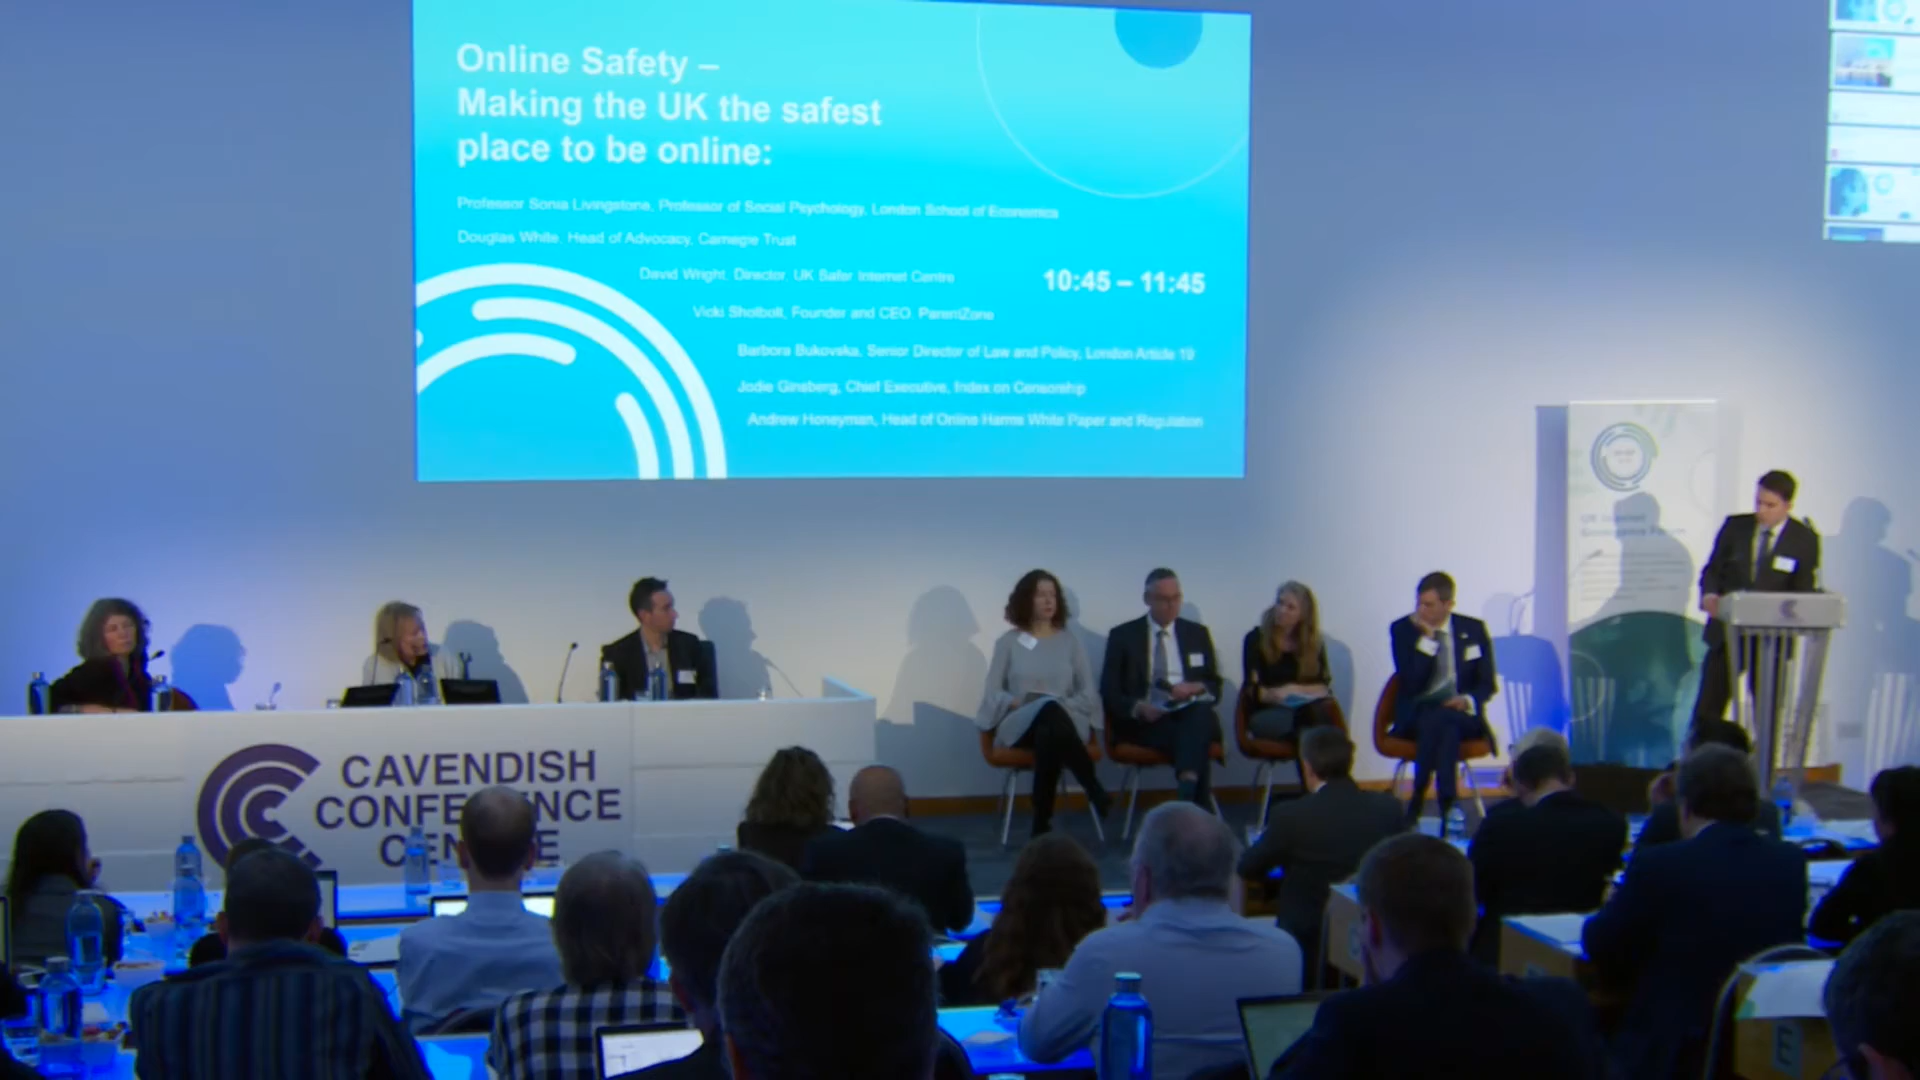 Online Safety –
Making the UK the safest
place to be online:
Professor Sonia Livingstone, Professor of Social Psychology, London School of Economics
Douglas White, Head of Advocacy, Carnegie Trust
David Wright, Director, UK Safer Internet Centre
10:45 – 11:45
Vicki Shotbolt, Founder and CEO, ParentZone
Barbora Bukovska, Senior Director of Law and Policy, London Article 19
Jodie Ginsberg, Chief Executive, Index on Censorship
Andrew Honeyman, Head of Online Harms White Paper and Regulation
CAVENDISH
CONFERENCE
CENTRE